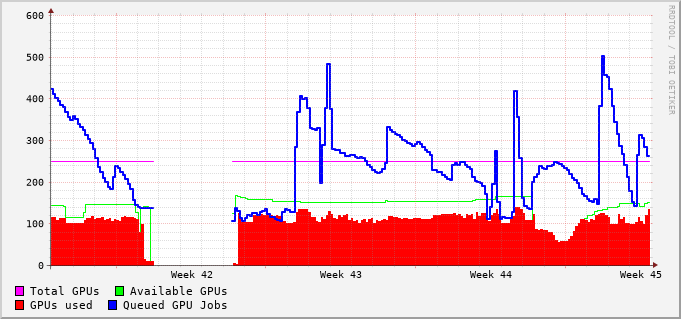 RRDTOOL / TOBI OETIKER
600
500
400
300
200
100
0
Week 42 Week 43 Week 44 Week 45
Total GPUs Available GPUs
GPUs used Queued GPU Jobs